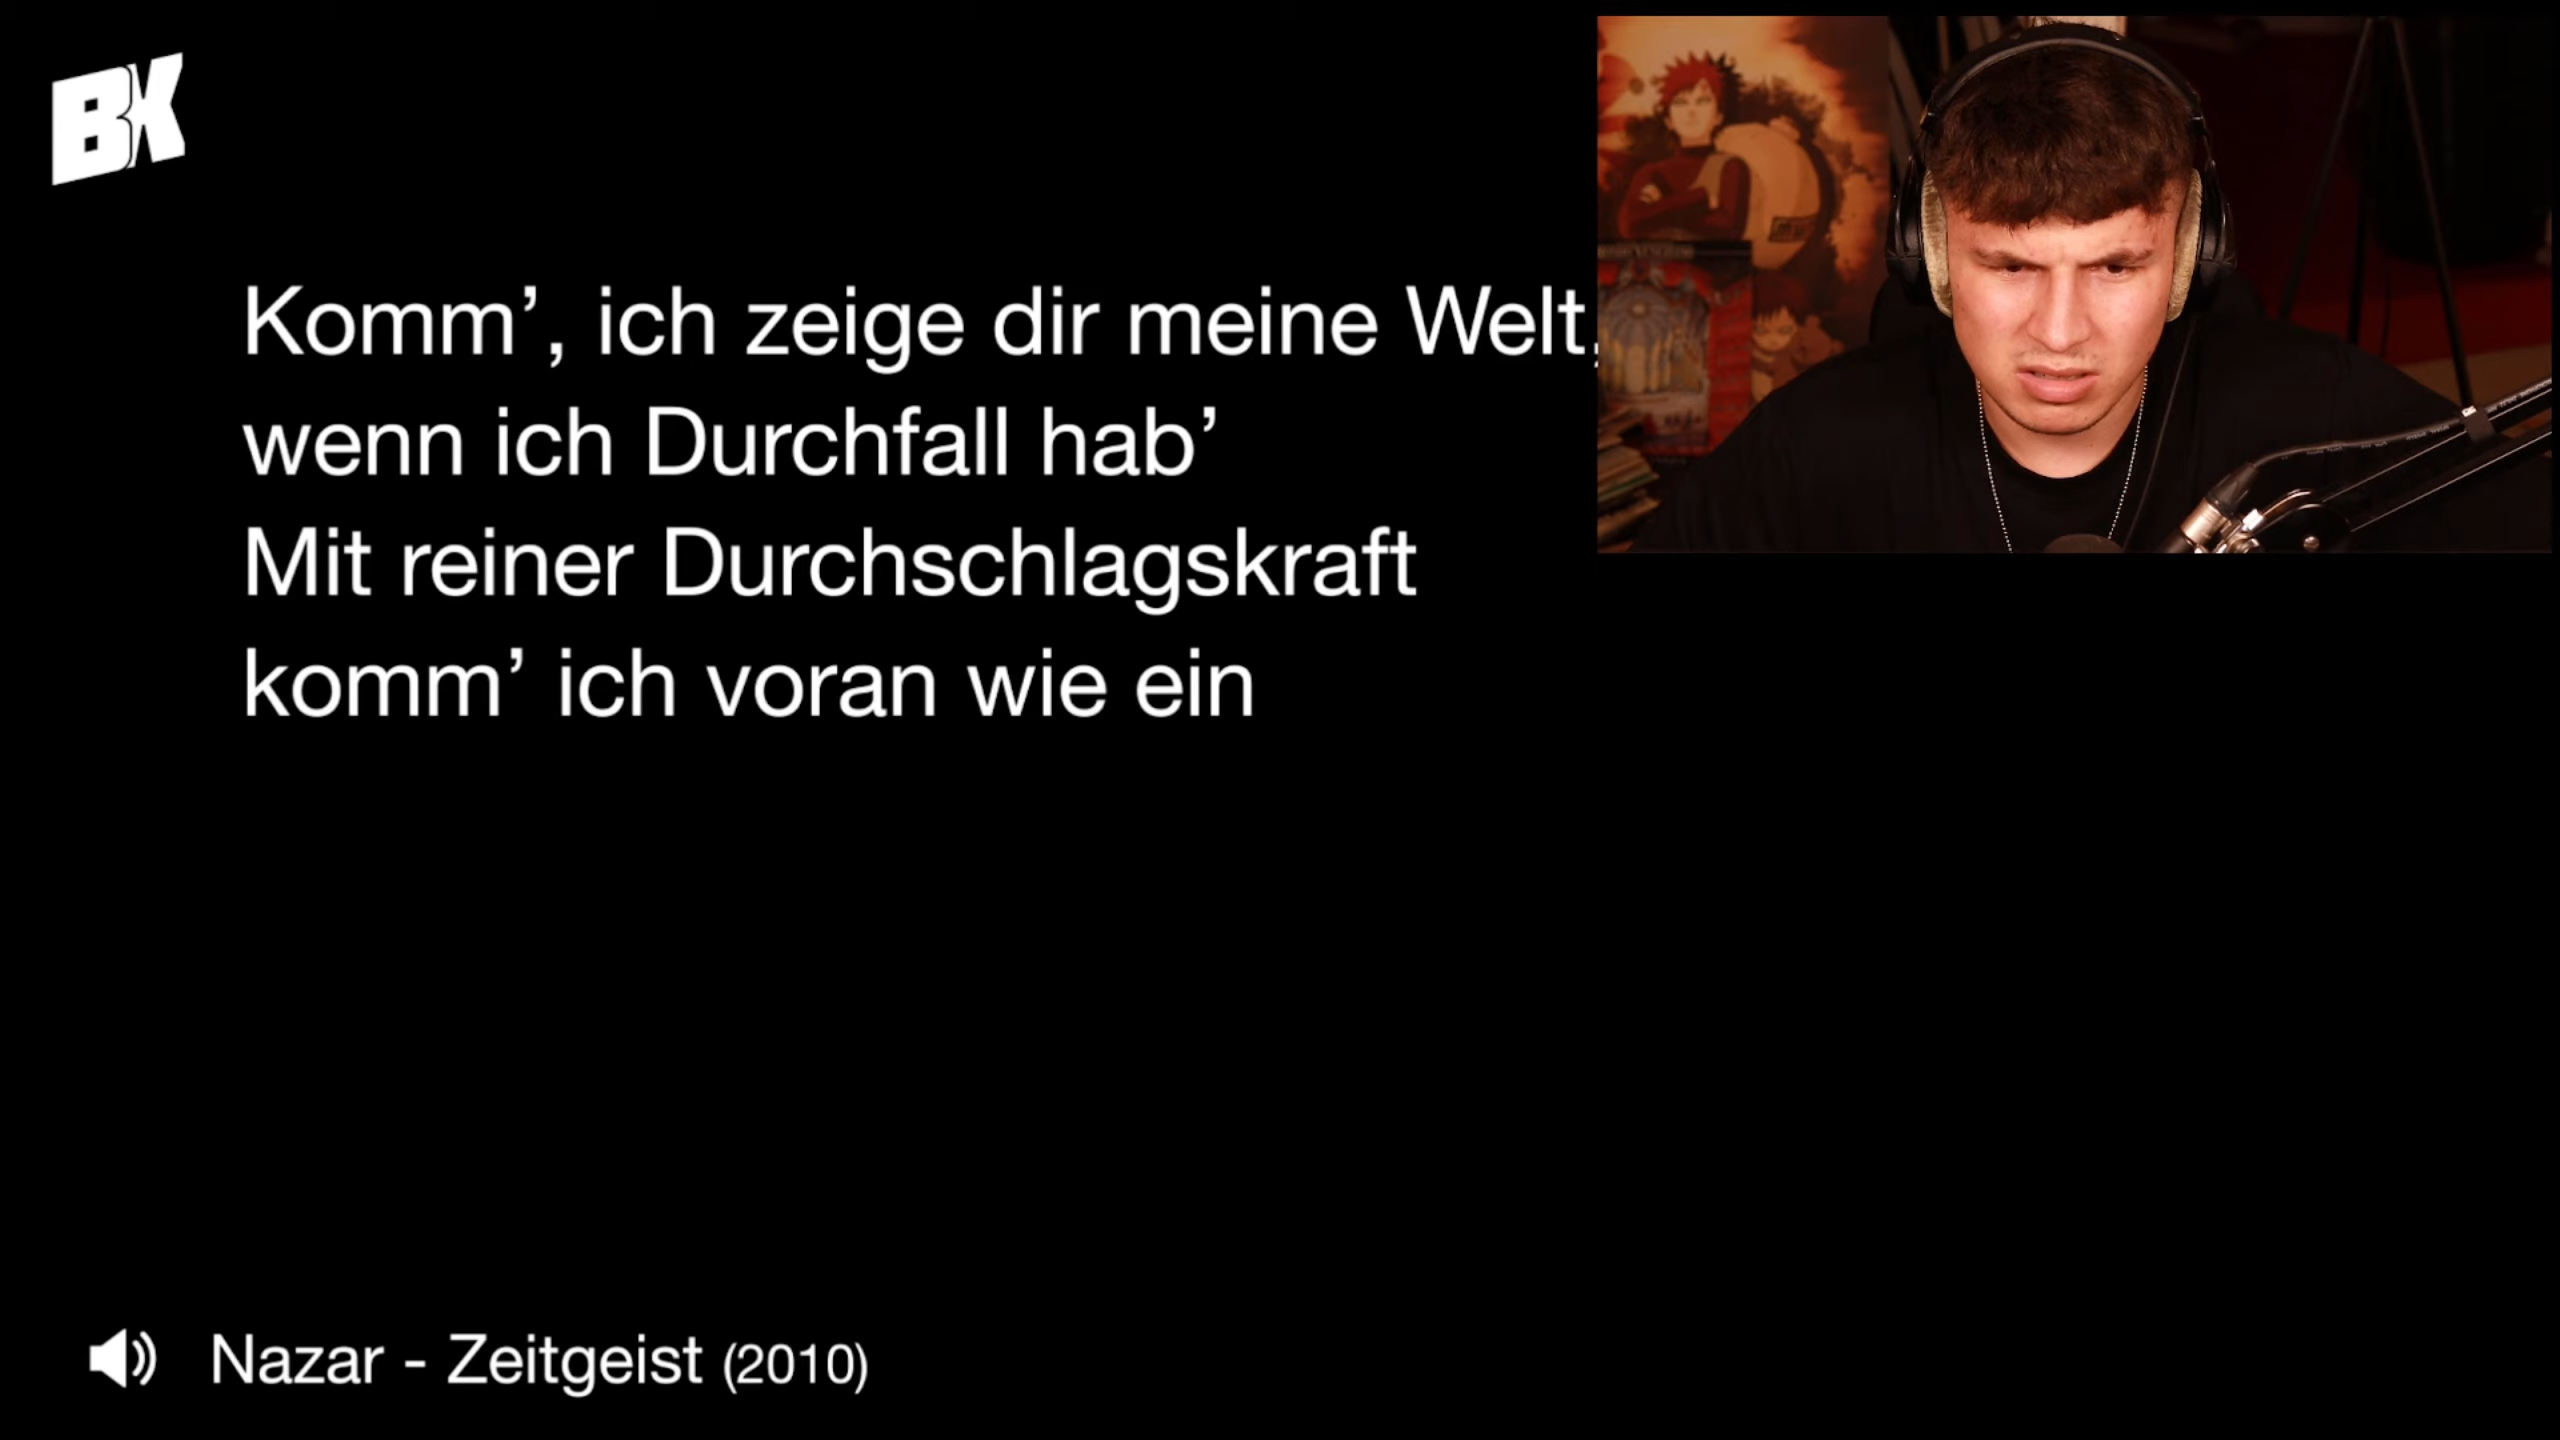 BK
Komm’, ich zeige dir meine Welt,
wenn ich Durchfall hab’
Mit reiner Durchschlagskraft
komm’ ich voran wie ein
Nazar - Zeitgeist (2010)